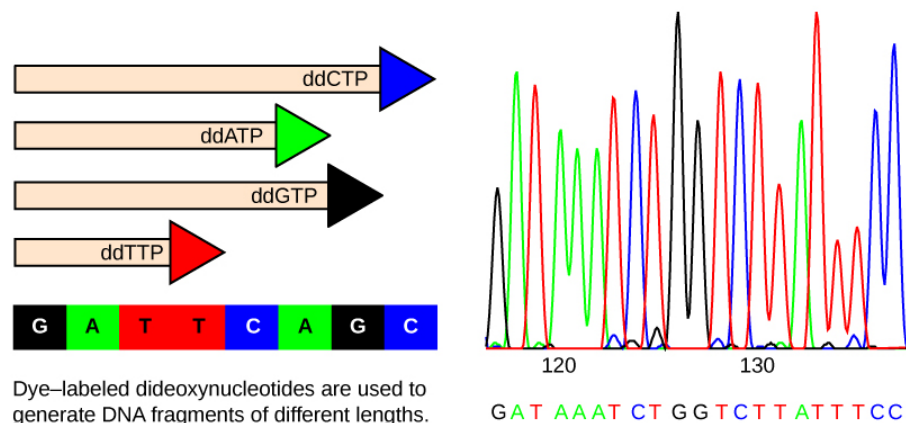 ddCTP
ddATP
ddGTP
ddTTP
G A T T C A G C
Dye–labeled dideoxynucleotides are used to
generate DNA fragments of different lengths.
120 130
G A T A A A T C T G G T C T T A T T T C C